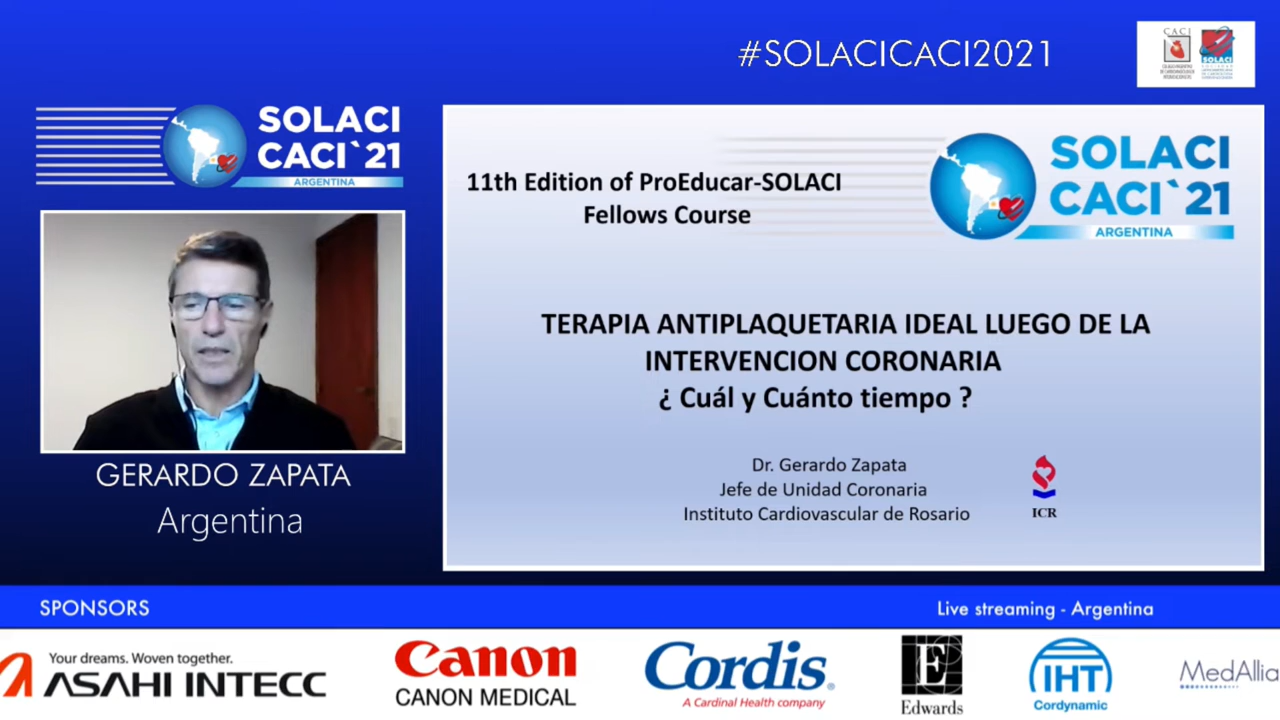 #SOLACICACI2021
CACI
SOLACI
SOLACI
CACI`21
ARGENTINA
11th Edition of ProEducar-SOLACI
Fellows Course
SOLACI
CACI`21
ARGENTINA
TERAPIA ANTIPLAQUETARIA IDEAL LUEGO DE LA
INTERVENCION CORONARIA
¿ Cuál y Cuánto tiempo ?
Dr. Gerardo Zapata
Jefe de Unidad Coronaria
Instituto Cardiovascular de Rosario
ICR
GERARDO ZAPATA
Argentina
SPONSORS
Live streaming - Argentina
Your dreams. Woven together.
ASAHI INTECC
Canon
CANON MEDICAL
Cordis®
A Cardinal Health company
E
Edwards
IHT
Cordynamic
MedAllia